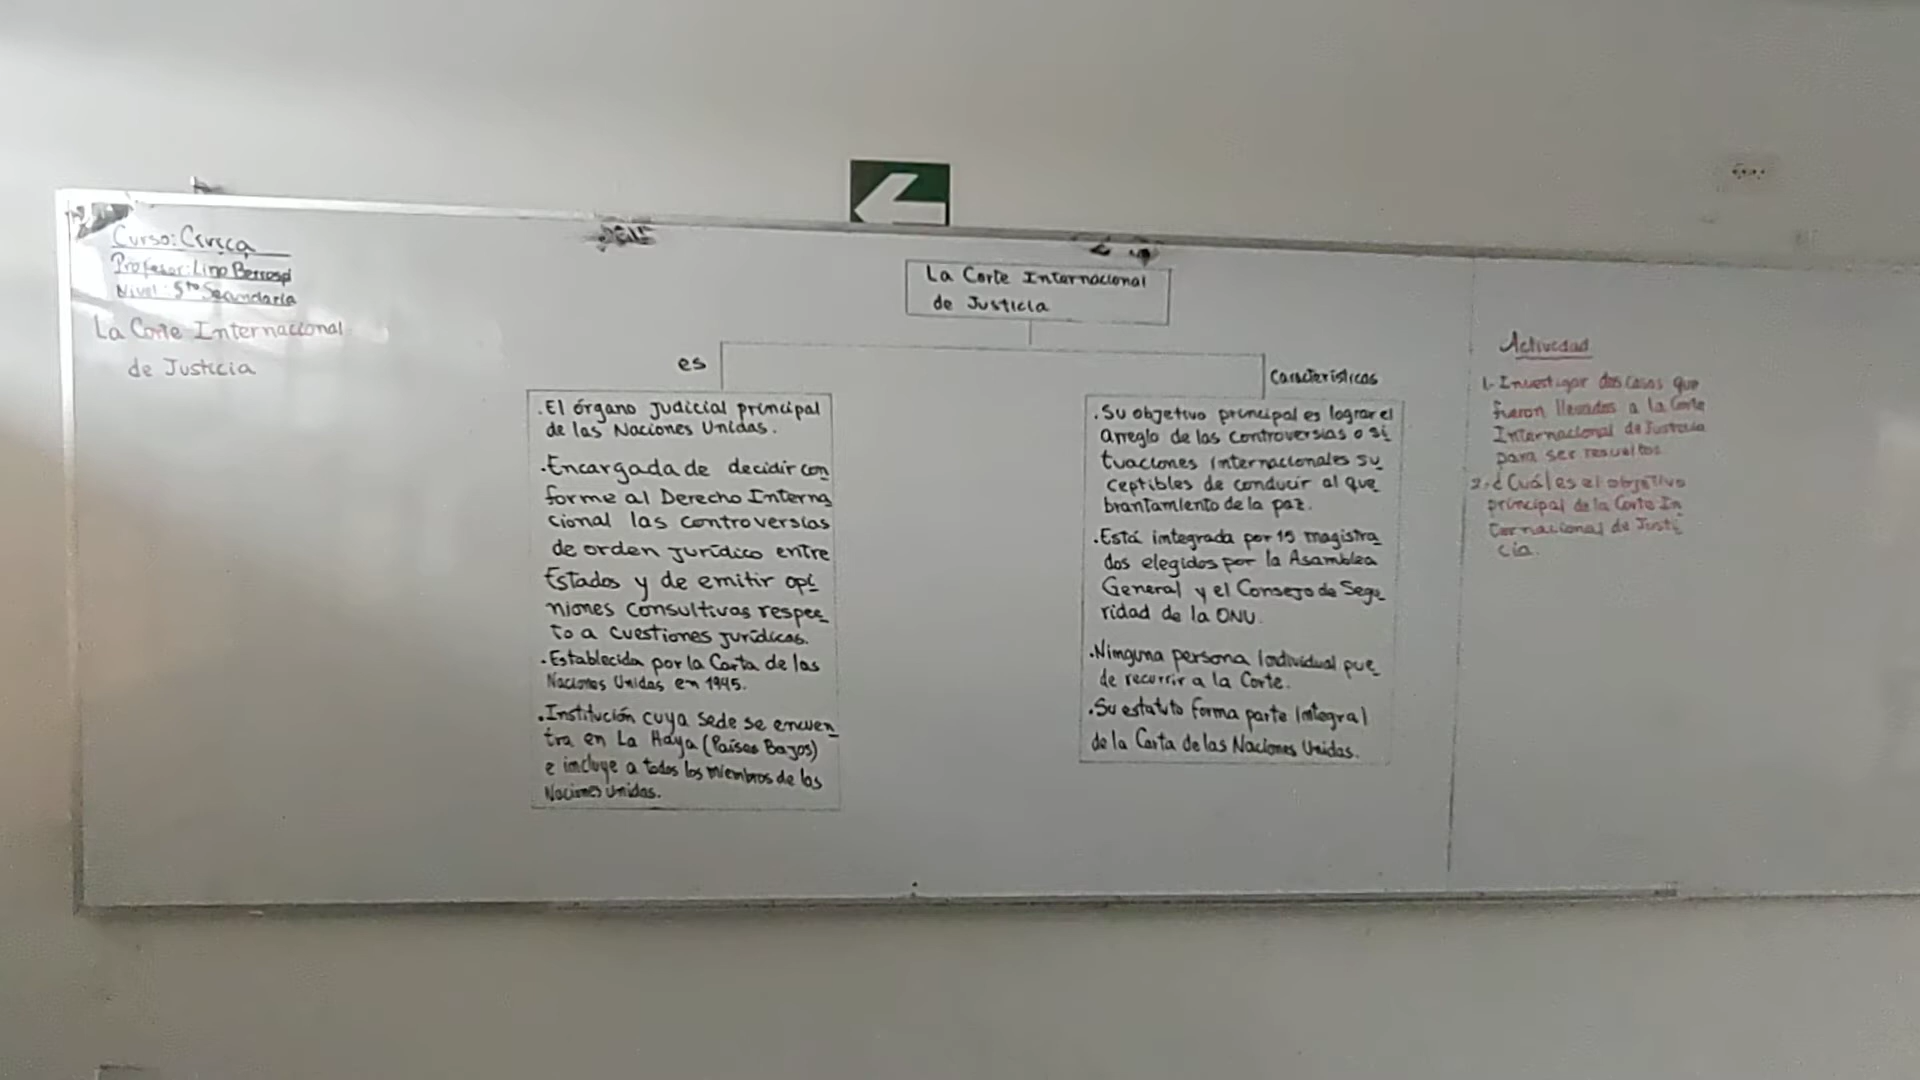 Curso: Cívica
Profesor: Lino Berrospi
Nivel: 5to Secundaria
La Corte Internacional
de Justicia
La Corte Internacional
de Justicia
es
.El órgano judicial principal
de las Naciones Unidas.
.Encargada de decidir con
forme al Derecho Interna
cional las controversias
de orden jurídico entre
Estados y de emitir opi
niones consultivas respec
to a cuestiones jurídicas.
.Establecida por la Carta de las
Naciones Unidas en 1945.
.Institución cuya sede se encuen
tra en La Haya (Países Bajos)
e incluye a todos los miembros de las
Naciones Unidas.
Características
.Su objetivo principal es lograr el
arreglo de las controversias o si
tuaciones internacionales su
ceptibles de conducir al que
brantamiento de la paz.
.Está integrada por 15 magistra
dos elegidos por la Asamblea
General y el Consejo de Segu
ridad de la ONU.
.Ninguna persona individual pue
de recurrir a la Corte.
.Su estatuto forma parte integral
de la Carta de las Naciones Unidas.
Actividad
1.- Investigar dos casos que
fueron llevados a la Corte
Internacional de Justicia
para ser resueltos.
2.- ¿Cuál es el objetivo
principal de la Corte In
ternacional de Justi
cia.